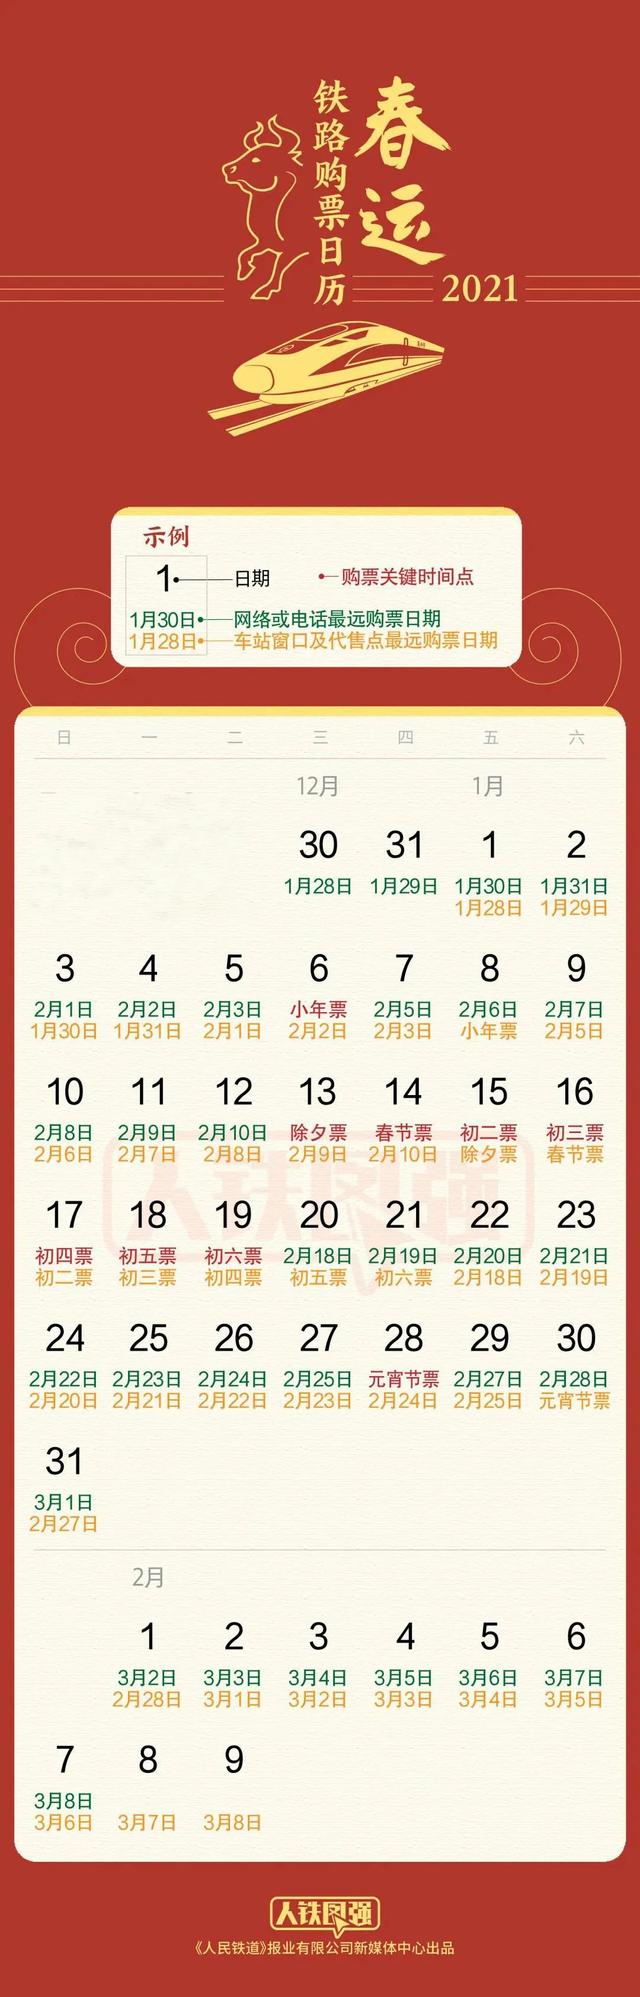 春运
铁路购票日历
2021
示例
1 日期 购票关键时间点
1月30日 网络或电话最远购票日期
1月28日 车站窗口及代售点最远购票日期
日 一 二 三 四 五 六
12月 1月
30 31 1 2
1月28日 1月29日 1月30日 1月31日
1月28日 1月29日
3 4 5 6 7 8 9
2月1日 2月2日 2月3日 小年票 2月5日 2月6日 2月7日
1月30日 1月31日 2月1日 2月2日 2月3日 小年票 2月5日
10 11 12 13 14 15 16
2月8日 2月9日 2月10日 除夕票 春节票 初二票 初三票
2月6日 2月7日 2月8日 2月9日 2月10日 除夕票 春节票
17 18 19 20 21 22 23
初四票 初五票 初六票 2月18日 2月19日 2月20日 2月21日
初二票 初三票 初四票 初五票 初六票 2月18日 2月19日
24 25 26 27 28 29 30
2月22日 2月23日 2月24日 2月25日 元宵节票 2月27日 2月28日
2月20日 2月21日 2月22日 2月23日 2月24日 2月25日 元宵节票
31
3月1日
2月27日
2月
1 2 3 4 5 6
3月2日 3月3日 3月4日 3月5日 3月6日 3月7日
2月28日 3月1日 3月2日 3月3日 3月4日 3月5日
7 8 9
3月8日
3月6日 3月7日 3月8日
人铁图强
人铁图强
《人民铁道》报业有限公司新媒体中心出品